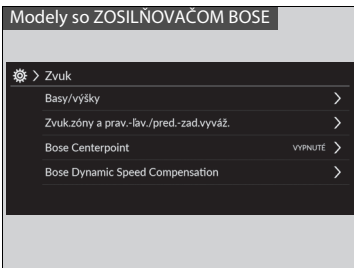 Modely so ZOSILŇOVAČOM BOSE
> Zvuk
Basy/výšky >
Zvuk.zóny a prav.-ľav./pred.-zad.vyváž. >
Bose Centerpoint VYPNUTÉ >
Bose Dynamic Speed Compensation >